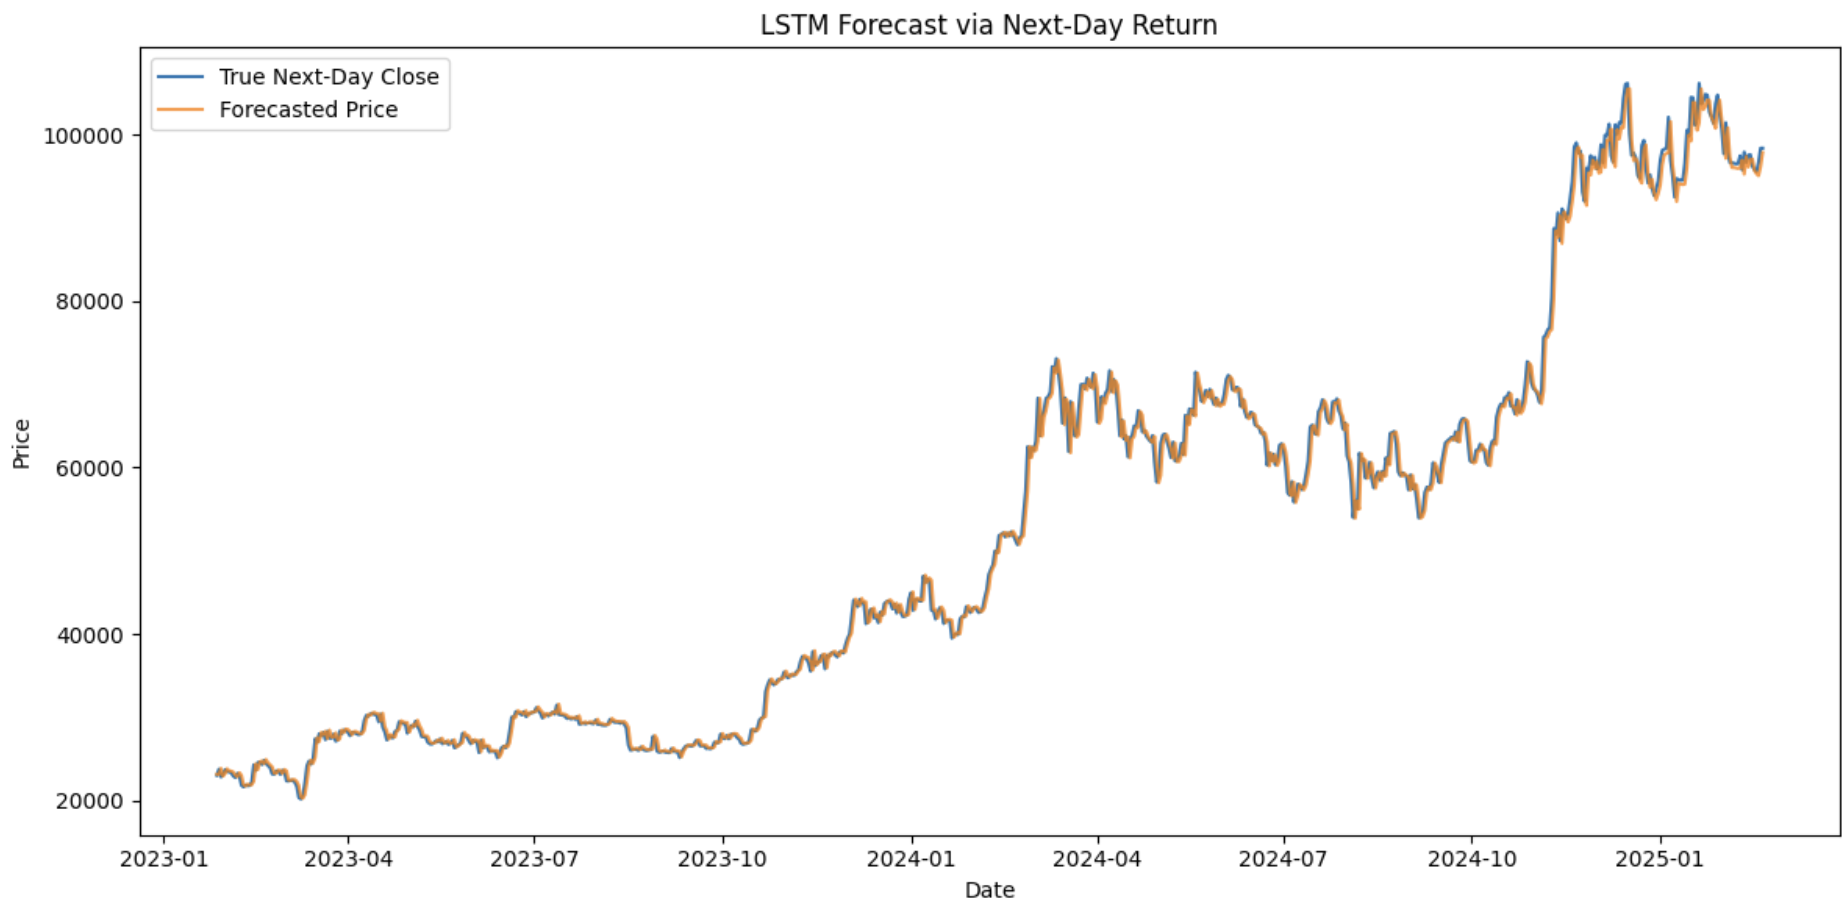 LSTM Forecast via Next-Day Return
True Next-Day Close
Forecasted Price
100000
80000
60000
40000
20000
Price
2023-01 2023-04 2023-07 2023-10 2024-01 2024-04 2024-07 2024-10 2025-01
Date